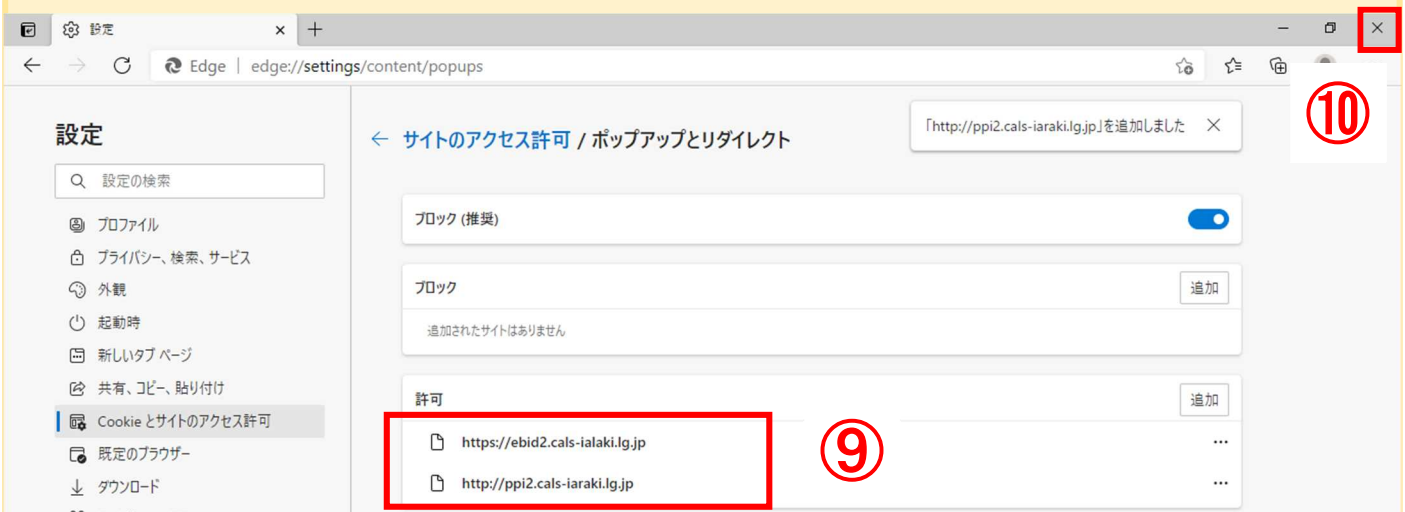 設定
Edge | edge://settings/content/popups
⑩
設定
サイトのアクセス許可 / ポップアップとリダイレクト
「http://ppi2.cals-iaraki.lg.jp」を追加しました
設定の検索
プロファイル
プライバシー、検索、サービス
外観
起動時
新しいタブ ページ
共有、コピー、貼り付け
Cookie とサイトのアクセス許可
既定のブラウザー
ダウンロード
ブロック (推奨)
ブロック
追加
追加されたサイトはありません
許可
追加
https://ebid2.cals-ialaki.lg.jp
http://ppi2.cals-iaraki.lg.jp
⑨